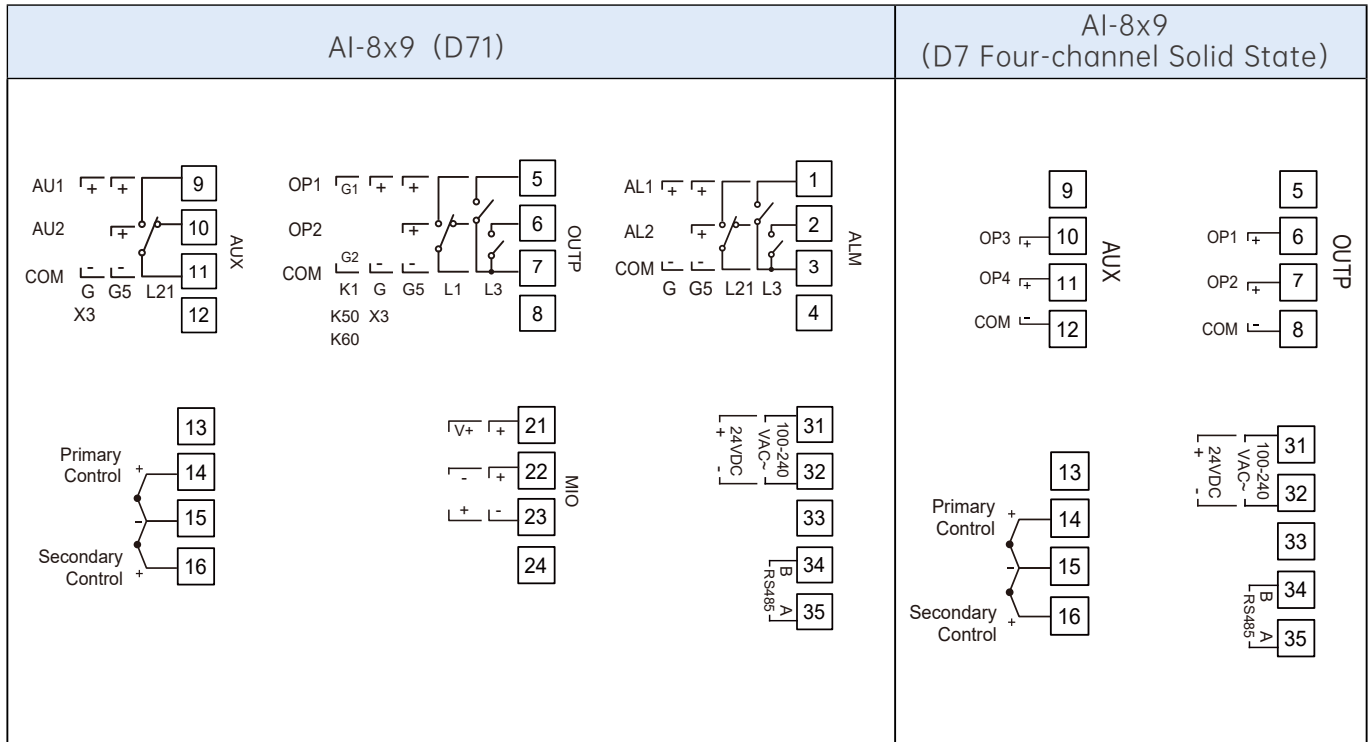 AI-8x9 (D71)
AI-8x9
(D7 Four-channel Solid State)
AU1 + + 9
AU2 + 10
COM - - 11
G G5 L21
X3
12
AUX
OP1 G1 + + 5
OP2 + 6
COM G2 - - 7
K1 G G5 L1 L3
K50 X3
K60
8
OUTP
AL1 + + 1
AL2 + 2
COM - - 3
G G5 L21 L3
4
ALM
13
Primary
Control
+ 14
- 15
Secondary
Control
+ 16
V+ + 21
- + 22
+ - 23
24
MIO
31
32
100-240
VAC~
24VDC
+ -
33
34
35
B A
RS485
9
OP3 + 10
OP4 + 11
COM - 12
AUX
5
OP1 + 6
OP2 + 7
COM - 8
OUTP
13
Primary
Control
+ 14
- 15
Secondary
Control
+ 16
31
32
100-240
VAC~
24VDC
+ -
33
34
35
B A
RS485